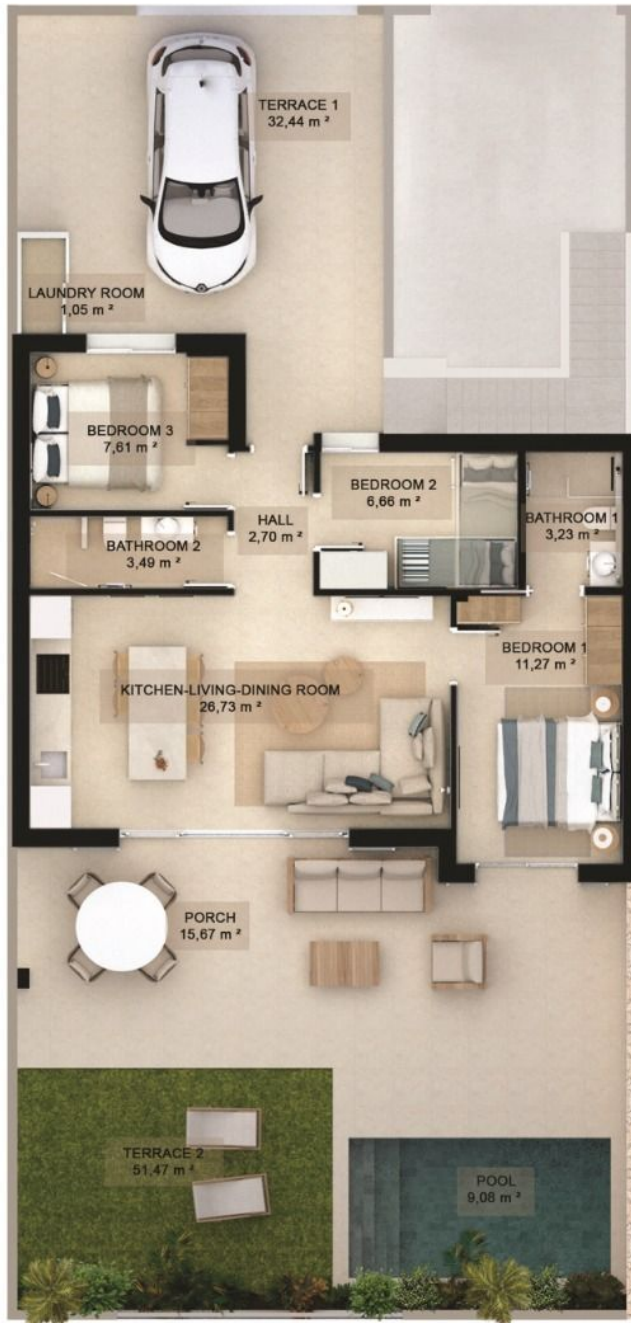 TERRACE 1
32,44 m ²
LAUNDRY ROOM
1,05 m ²
BEDROOM 3
7,61 m ²
BEDROOM 2
6,66 m ²
BATHROOM 1
3,23 m ²
HALL
2,70 m ²
BATHROOM 2
3,49 m ²
BEDROOM 1
11,27 m ²
KITCHEN-LIVING-DINING ROOM
26,73 m ²
PORCH
15,67 m ²
TERRACE 2
51,47 m ²
POOL
9,08 m ²